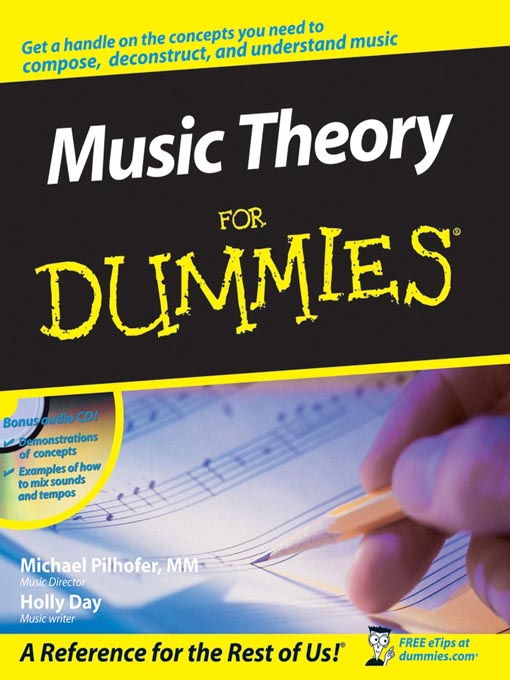 Get a handle on the concepts you need to
compose, deconstruct, and understand music
Music Theory
FOR
DUMMIES®
Bonus audio CD!
✓ Demonstrations
of concepts
✓ Examples of how
to mix sounds
and tempos
Michael Pilhofer, MM
Music Director
Holly Day
Music writer
A Reference for the Rest of Us!®
FREE eTips at
dummies.com®